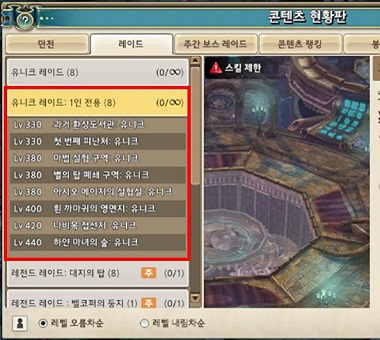 콘텐츠 현황판
던전
레이드
주간 보스 레이드
콘텐츠 랭킹
유니크 레이드 (8) (0/∞)
스킬 제한
유니크 레이드: 1인 전용 (8) (0/∞)
Lv 330 과거 환상도서관: 유니크
Lv 330 첫 번째 피난처: 유니크
Lv 380 마법 실험 구역: 유니크
Lv 380 별의 탑 폐쇄 구역: 유니크
Lv 380 아시오 메이지의 실험실: 유니크
Lv 400 흰 까마귀의 영면지: 유니크
Lv 420 나비목 접선지: 유니크
Lv 440 하얀 마녀의 숲: 유니크
레전드 레이드: 대지의 탑 (8) 주 (0/1)
레전드 레이드: 벨코퍼의 둥지 (1) 주 (0/1)
레벨 오름차순
레벨 내림차순